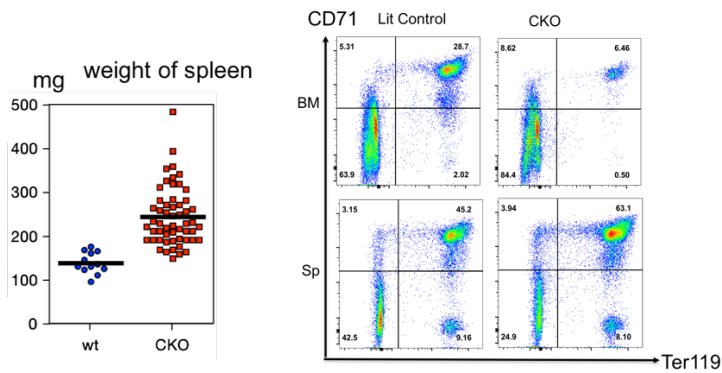 mg weight of spleen
500
400
300
200
100
0
wt CKO
CD71 Lit Control CKO
BM
5.31 28.7
63.9 2.02
8.62 6.46
84.4 0.50
Sp
3.15 45.2
42.5 9.16
3.94 63.1
24.9 8.10
Ter119